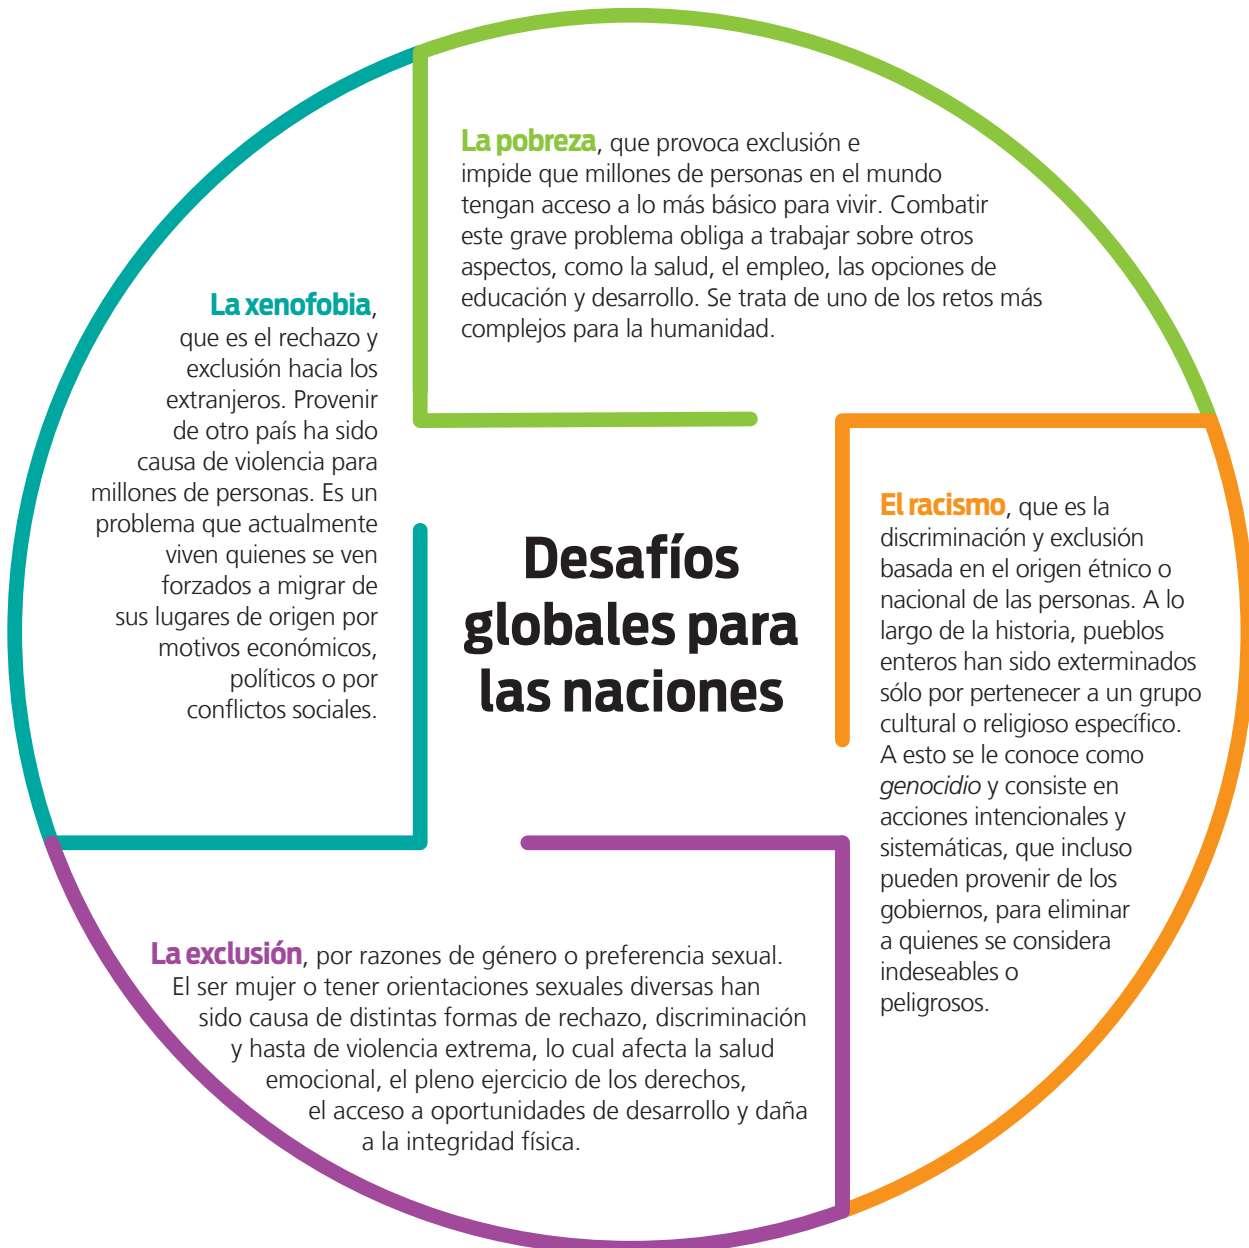 La pobreza, que provoca exclusión e
impide que millones de personas en el mundo
tengan acceso a lo más básico para vivir. Combatir
este grave problema obliga a trabajar sobre otros
aspectos, como la salud, el empleo, las opciones de
educación y desarrollo. Se trata de uno de los retos más
complejos para la humanidad.
La xenofobia,
que es el rechazo y
exclusión hacia los
extranjeros. Provenir
de otro país ha sido
causa de violencia para
millones de personas. Es un
problema que actualmente
viven quienes se ven
forzados a migrar de
sus lugares de origen por
motivos económicos,
políticos o por
conflictos sociales.
Desafíos
globales para
las naciones
El racismo, que es la
discriminación y exclusión
basada en el origen étnico o
nacional de las personas. A lo
largo de la historia, pueblos
enteros han sido exterminados
sólo por pertenecer a un grupo
cultural o religioso específico.
A esto se le conoce como
genocidio y consiste en
acciones intencionales y
sistemáticas, que incluso
pueden provenir de los
gobiernos, para eliminar
a quienes se considera
indeseables o
peligrosos.
La exclusión, por razones de género o preferencia sexual.
El ser mujer o tener orientaciones sexuales diversas han
sido causa de distintas formas de rechazo, discriminación
y hasta de violencia extrema, lo cual afecta la salud
emocional, el pleno ejercicio de los derechos,
el acceso a oportunidades de desarrollo y daña
a la integridad física.